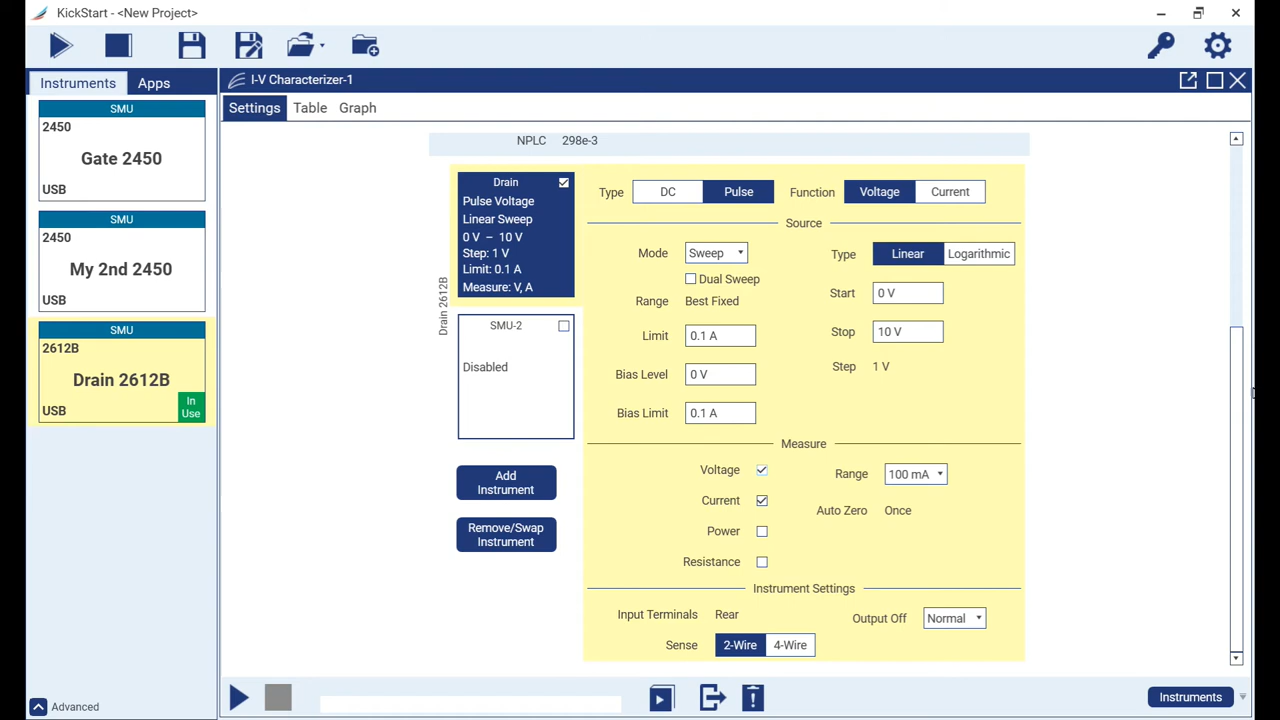 KickStart - <New Project>
Instruments
Apps
I-V Characterizer-1
Settings
Table
Graph
SMU
2450
Gate 2450
USB
SMU
2450
My 2nd 2450
USB
SMU
2612B
Drain 2612B
USB
In
Use
NPLC 298e-3
Drain 2612B
Drain
Pulse Voltage
Linear Sweep
0 V – 10 V
Step: 1 V
Limit: 0.1 A
Measure: V, A
SMU-2
Disabled
Add
Instrument
Remove/Swap
Instrument
Type DC Pulse Function Voltage Current
Source
Mode Sweep Type Linear Logarithmic
Dual Sweep
Range Best Fixed Start 0 V
Limit 0.1 A Stop 10 V
Bias Level 0 V Step 1 V
Bias Limit 0.1 A
Measure
Voltage Range 100 mA
Current Auto Zero Once
Power
Resistance
Instrument Settings
Input Terminals Rear Output Off Normal
Sense 2-Wire 4-Wire
Advanced
Instruments